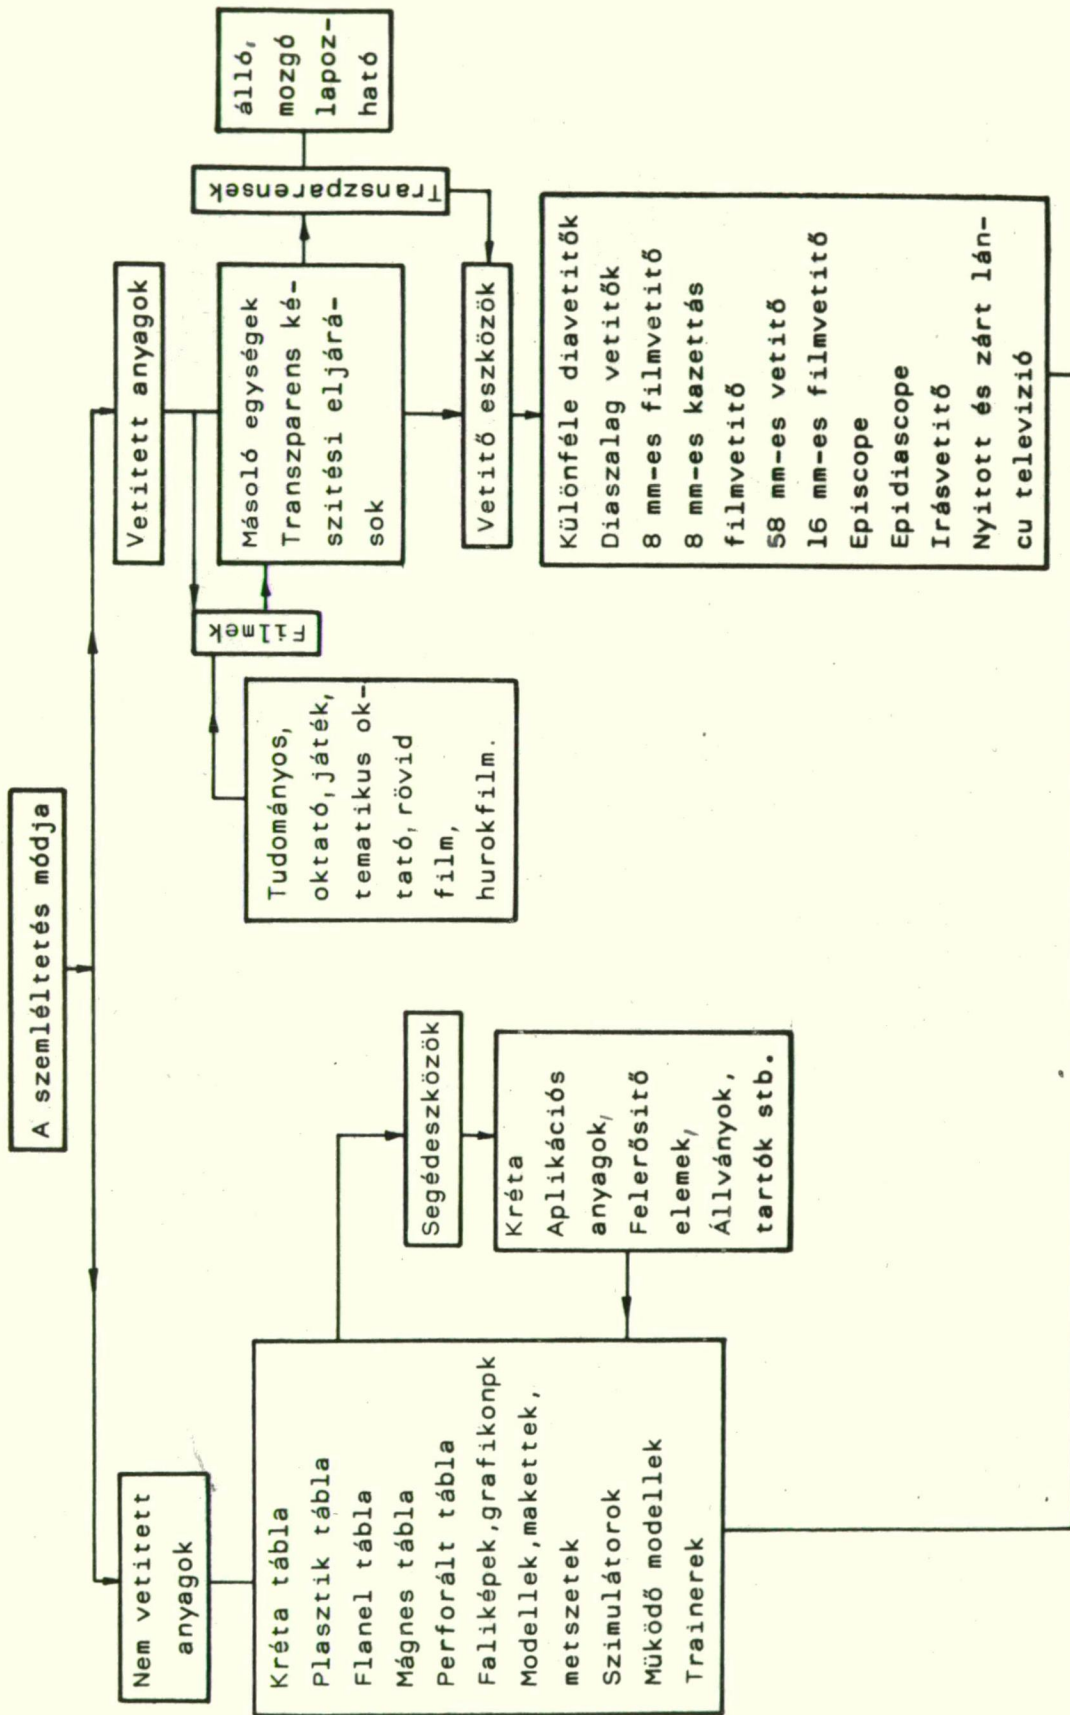 A szemléltetés módja
Nem vetitett
anyagok
Kréta tábla
Plasztik tábla
Flanel tábla
Mágnes tábla
Perforált tábla
Faliképek,grafikonpk
Modellek,makettek,
metszetek
Szimulátorok
Müködő modellek
Trainerek
Segédeszközök
Kréta
Aplikációs
anyagok,
Felerősitő
elemek,
Állványok,
tartók stb.
Vetitett anyagok
Tudományos,
oktató,játék,
tematikus ok-
tató,rövid
film,
hurokfilm.
Filmek
Másoló egységek
Transzparens ké-
szitési eljárá-
sok
Transzparensek
álló,
mozgó
lapoz-
ható
Vetitő eszközök
Különféle diavetitők
Diaszalag vetitők
8 mm-es filmvetitő
8 mm-es kazettás
filmvetitő
58 mm-es vetitő
16 mm-es filmvetitő
Episcope
Epidiascope
Irásvetitő
Nyitott és zárt lán-
cu televizió